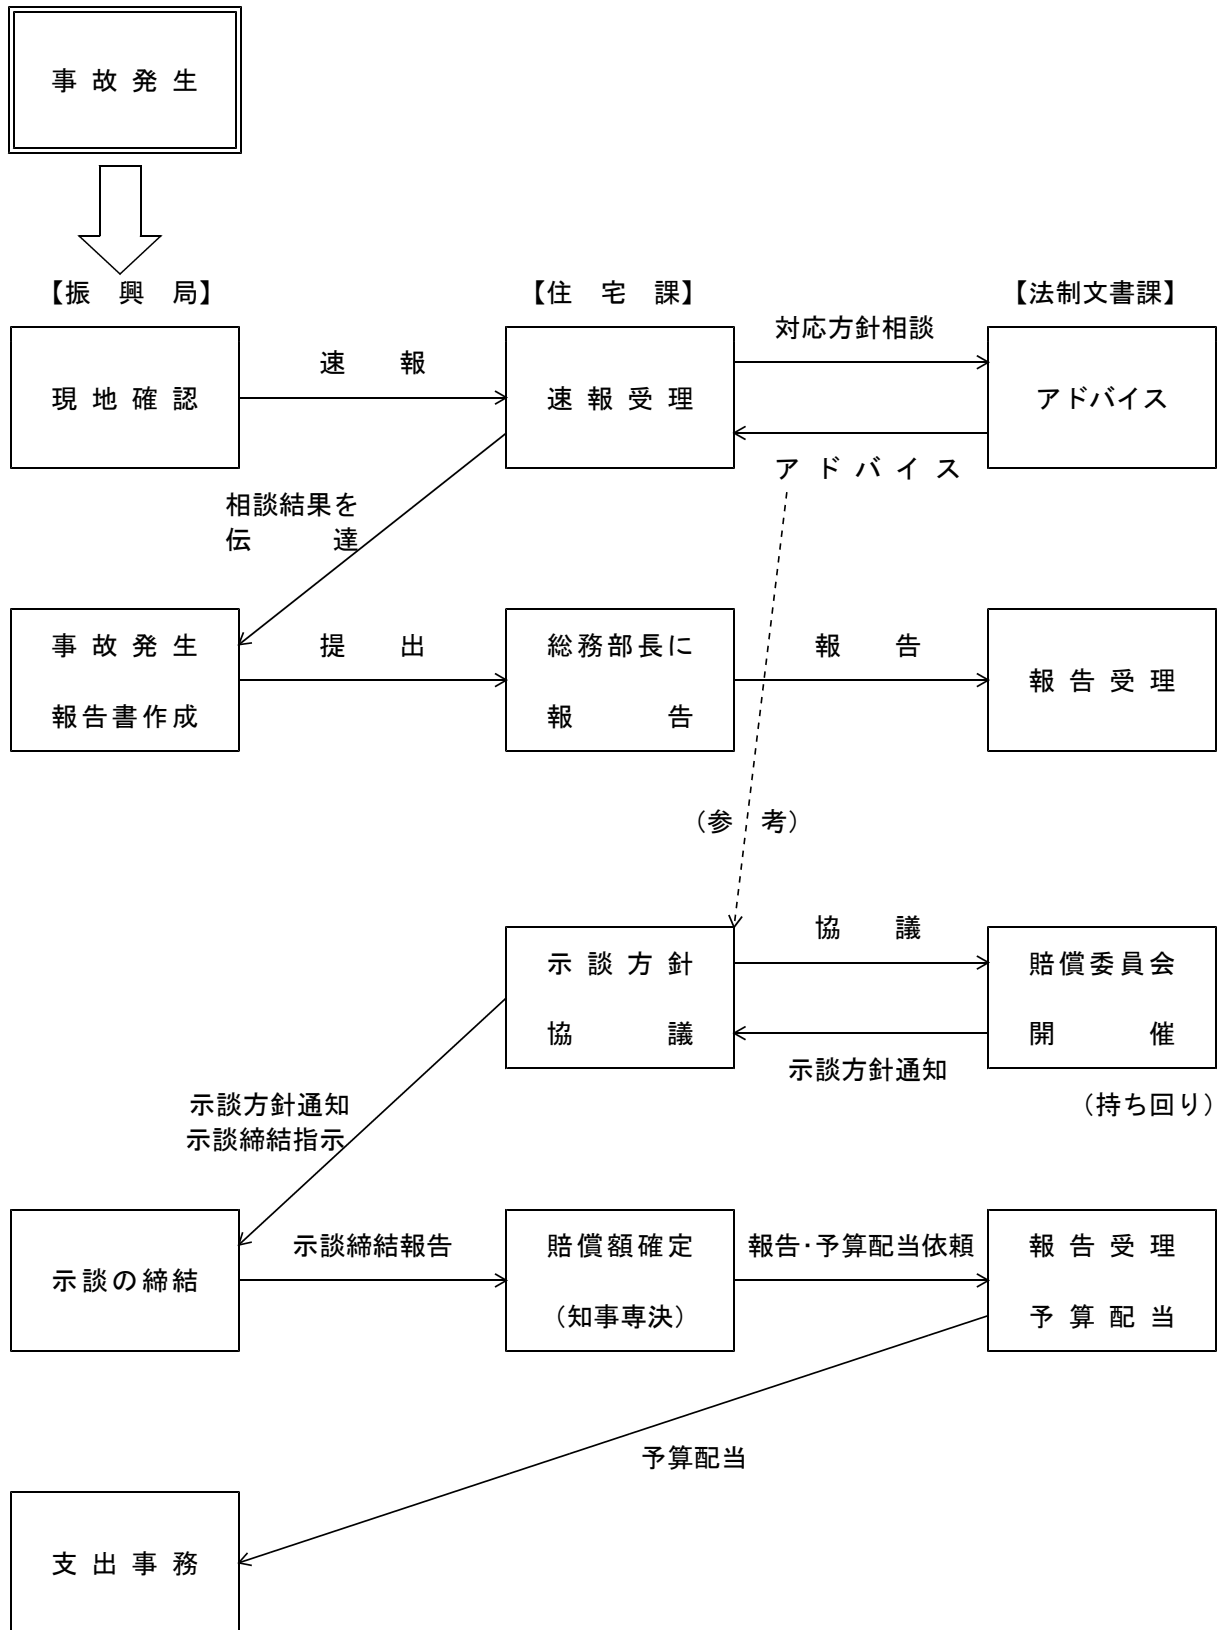 事故発生
【振　興　局】
【住　宅　課】
【法制文書課】
対応方針相談
速　　報
現地確認
速報受理
アドバイス
アドバイス
相談結果を
伝　　　達
事故発生
報告書作成
提　　出
総務部長に
報　　　告
報　　告
報告受理
（参　考）
協　　議
示談方針
協　　　議
賠償委員会
開　　　催
示談方針通知
（持ち回り）
示談方針通知
示談締結指示
示談の締結
示談締結報告
賠償額確定
（知事専決）
報告・予算配当依頼
報告受理
予算配当
予算配当
支出事務